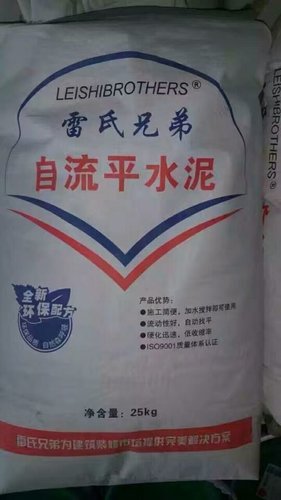 LEISHIBROTHERS®
雷氏兄弟
自流平水泥
全新
环保配方
产品优势:
●施工简便,加水搅拌即可使用
●流动性好,自动找平
●硬化迅速,低收缩率
●ISO9001质量体系认证
净含量:25kg
雷氏兄弟为建筑装修市场提供完美解决方案
LEISHIBROTHERS®